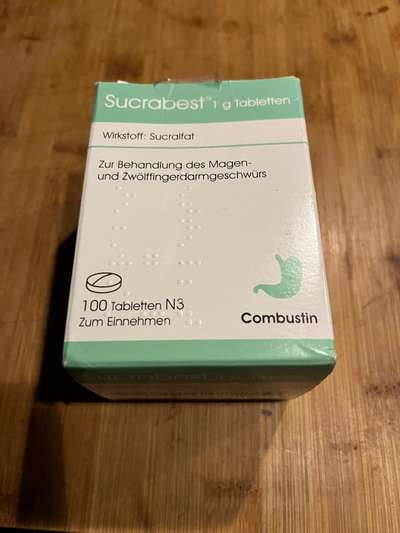 Sucrabest® 1 g Tabletten
Wirkstoff: Sucralfat
Zur Behandlung des Magen-
und Zwölffingerdarmgeschwürs
100 Tabletten N3
Zum Einnehmen
Combustin